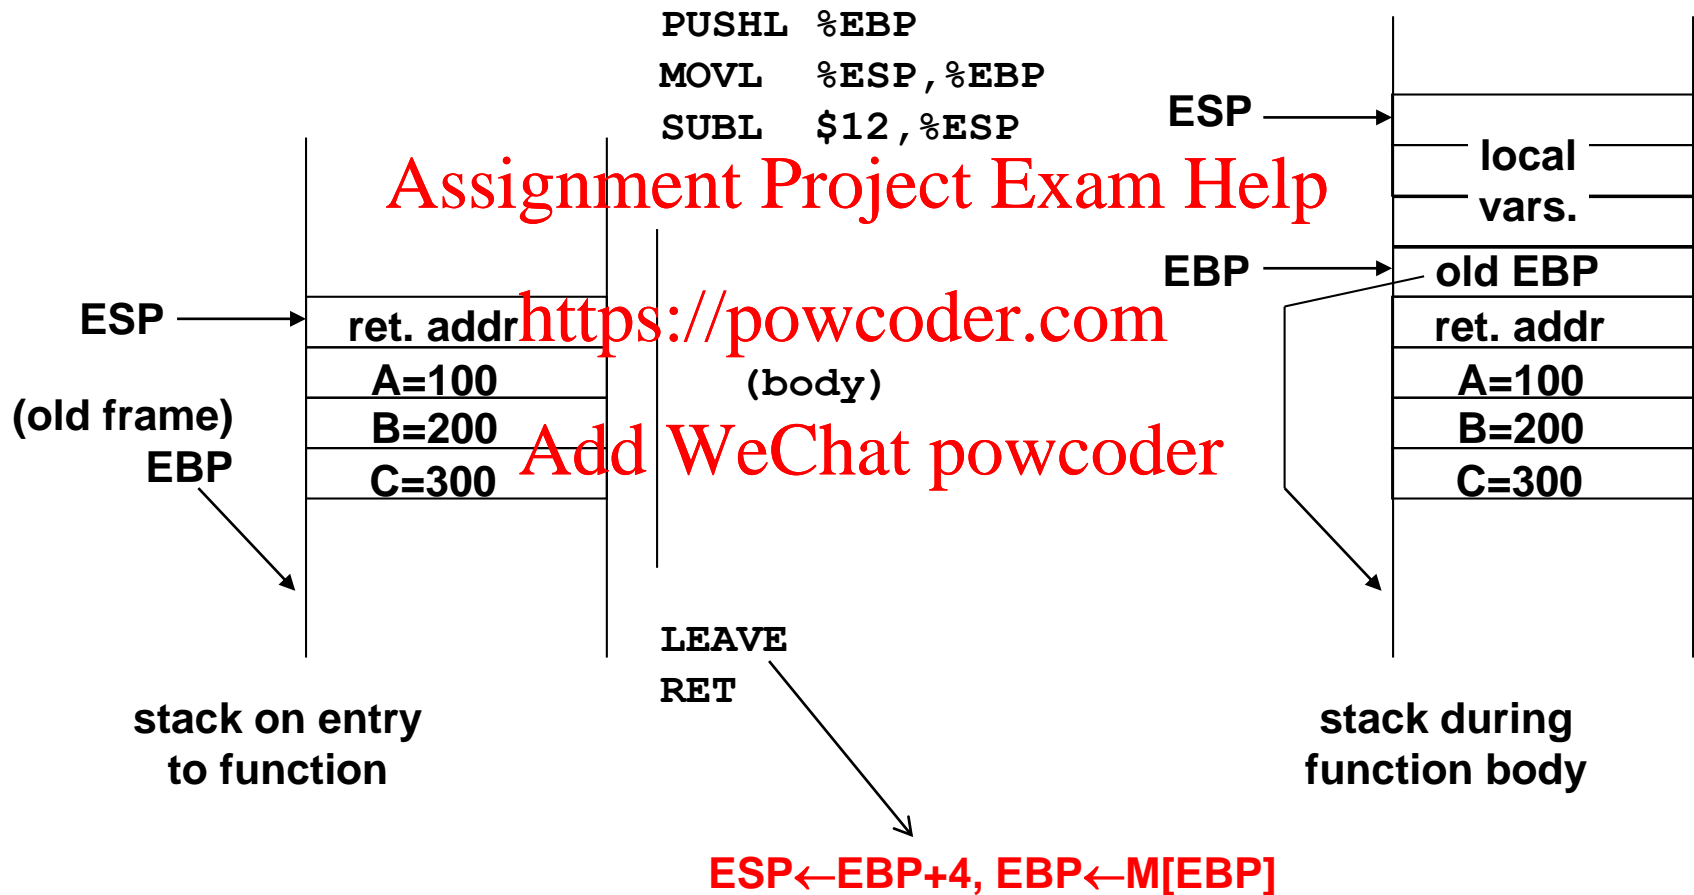 PUSHL %EBP
MOVL %ESP,%EBP
SUBL $12,%ESP
Assignment Project Exam Help
https://powcoder.com
(body)
Add WeChat powcoder
LEAVE
RET
ESP←EBP+4, EBP←M[EBP]
ESP
ret. addr
A=100
B=200
C=300
(old frame)
EBP
stack on entry
to function
ESP
local
vars.
EBP
old EBP
ret. addr
A=100
B=200
C=300
stack during
function body